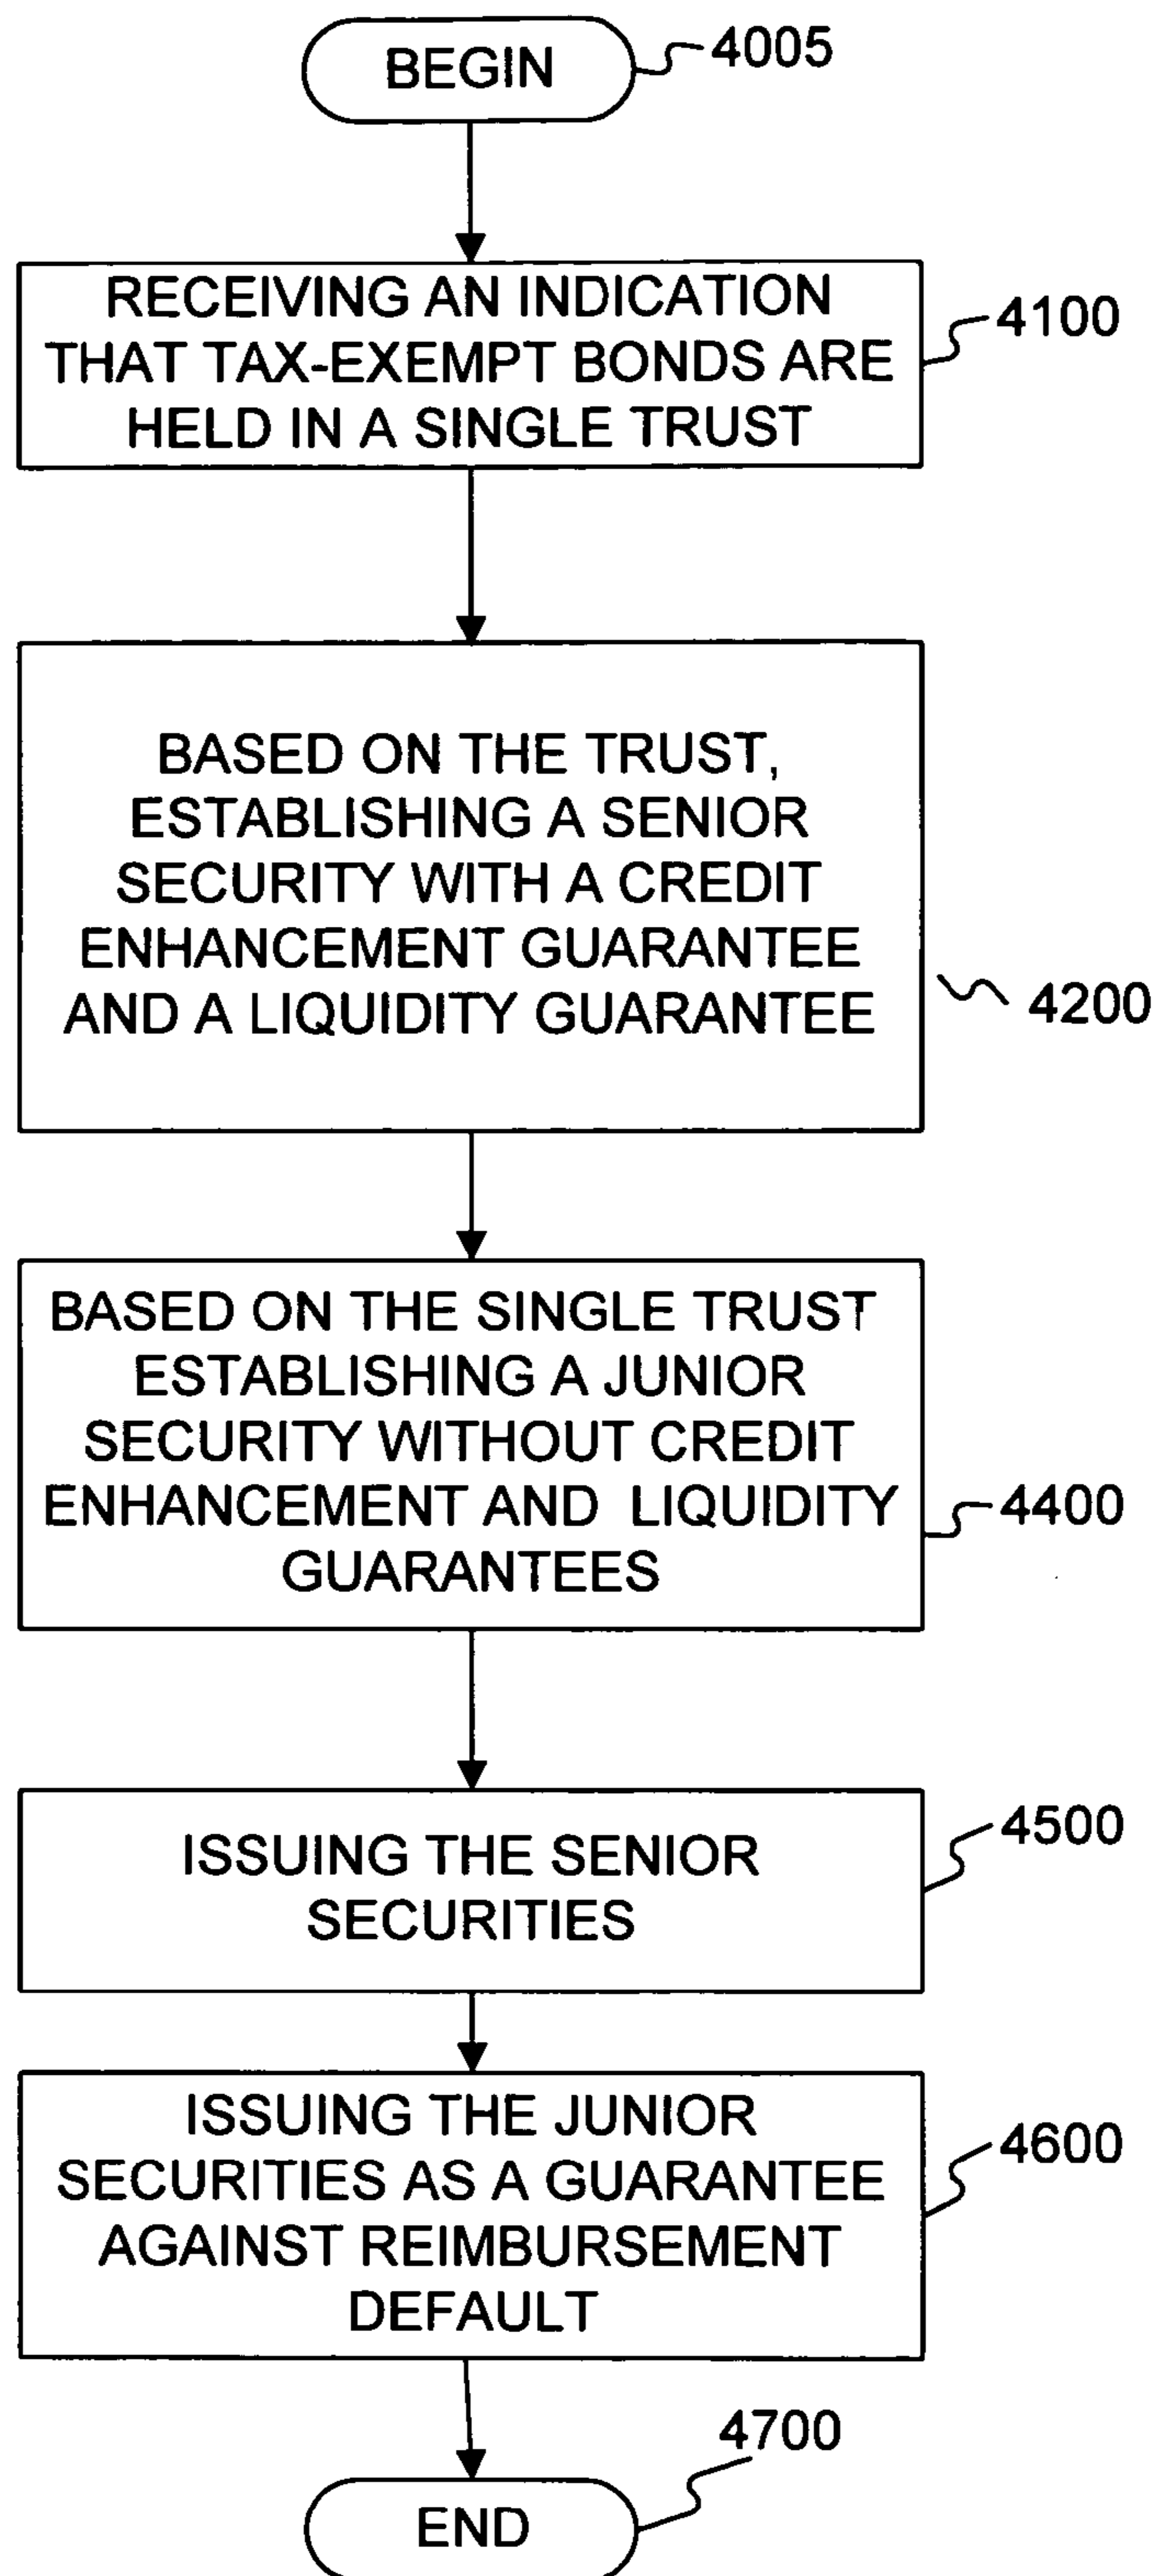 BEGIN
4005
RECEIVING AN INDICATION
THAT TAX-EXEMPT BONDS ARE
HELD IN A SINGLE TRUST
4100
BASED ON THE TRUST,
ESTABLISHING A SENIOR
SECURITY WITH A CREDIT
ENHANCEMENT GUARANTEE
AND A LIQUIDITY GUARANTEE
4200
BASED ON THE SINGLE TRUST
ESTABLISHING A JUNIOR
SECURITY WITHOUT CREDIT
ENHANCEMENT AND LIQUIDITY
GUARANTEES
4400
ISSUING THE SENIOR
SECURITIES
4500
ISSUING THE JUNIOR
SECURITIES AS A GUARANTEE
AGAINST REIMBURSEMENT
DEFAULT
4600
END
4700